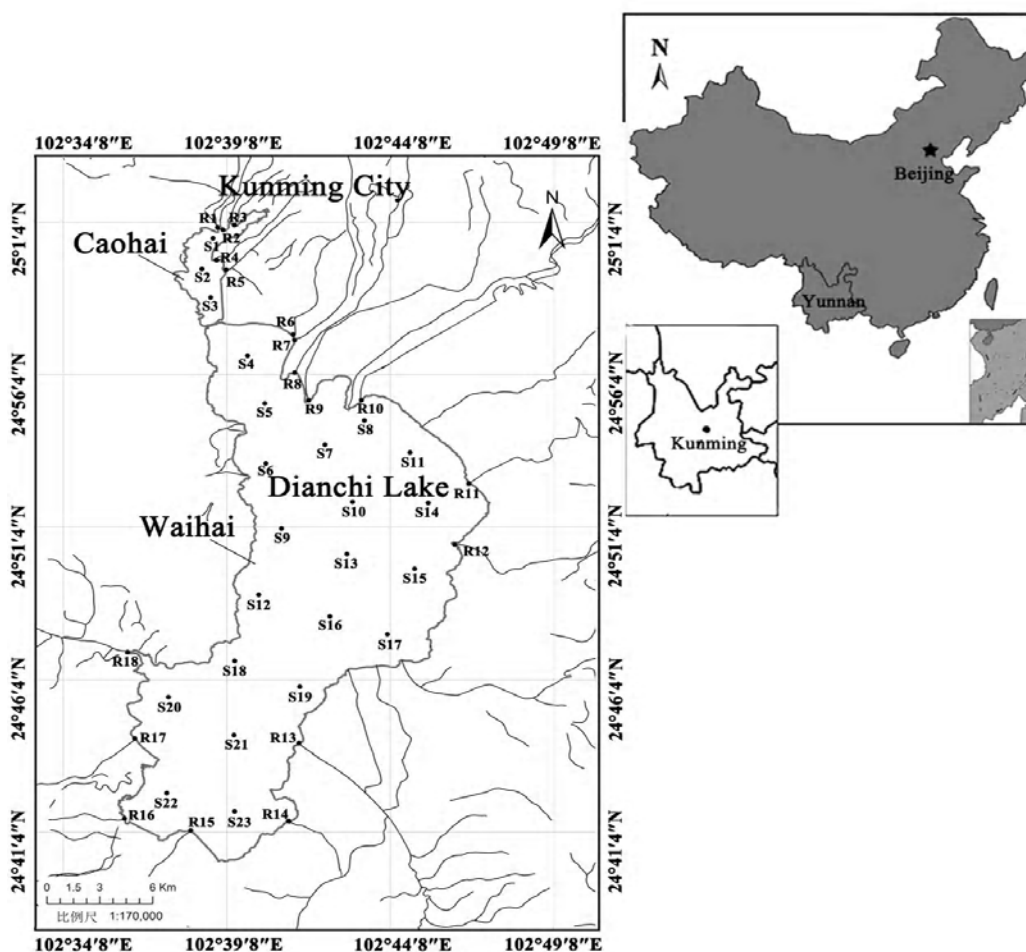 N
Beijing
Yunnan
Kunming
102°34′8″E 102°39′8″E 102°44′8″E 102°49′8″E
Kunming City
N
R1 R3
R2
S1
25°1′4″N 25°1′4″N
Caohai
R4
S2 R5
S3
R6
R7
S4
R8
24°56′4″N 24°56′4″N
S5 R9 R10
S8
S7
S11
S6
Dianchi Lake
R11
S10 S14
Waihai
24°51′4″N 24°51′4″N
S9
R12
S13
S15
S12
S16
S17
R18
S18
24°46′4″N 24°46′4″N
S19
S20
R17 S21 R13
S22
R16 S23 R14
R15
24°41′4″N 24°41′4″N
0 1.5 3 6 Km
比例尺 1:170,000
102°34′8″E 102°39′8″E 102°44′8″E 102°49′8″E